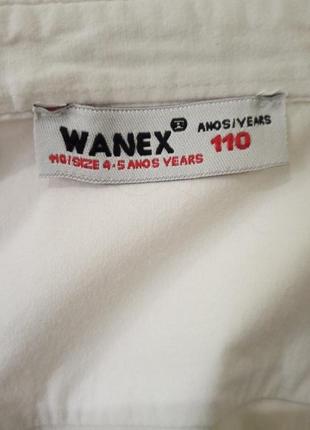 WANEX ANOS/YEARS 110
110/SIZE 4-5 ANOS YEARS